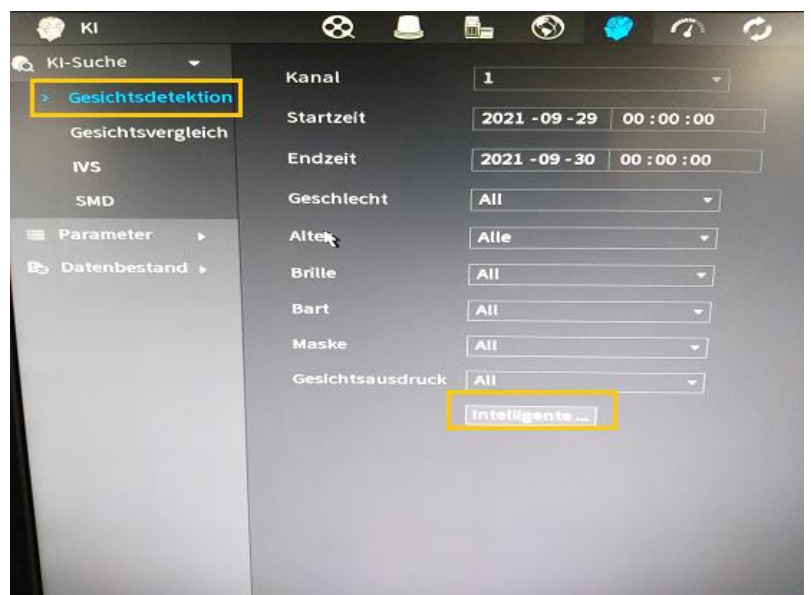 KI
KI-Suche
> Gesichtsdetektion
Gesichtsvergleich
IVS
SMD
Parameter
Datenbestand
Kanal 1
Startzeit 2021 -09 -29 00 :00 :00
Endzeit 2021 -09 -30 00 :00 :00
Geschlecht All
Alter Alle
Brille All
Bart All
Maske All
Gesichtsausdruck All
Intelligente ...